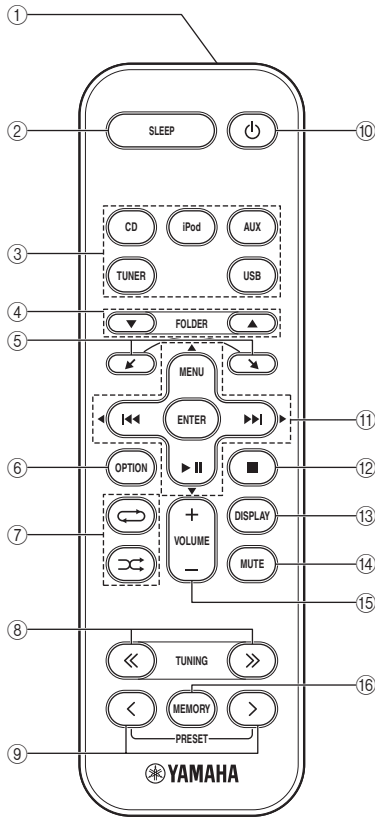 ①
② SLEEP ⑩
CD iPod AUX
③
TUNER USB
④ FOLDER
⑤
MENU
ENTER ⑪
⑥ OPTION ⑫
⑦ + DISPLAY ⑬
VOLUME
– MUTE ⑭
⑮
⑧ TUNING
⑯
MEMORY
⑨ PRESET
YAMAHA